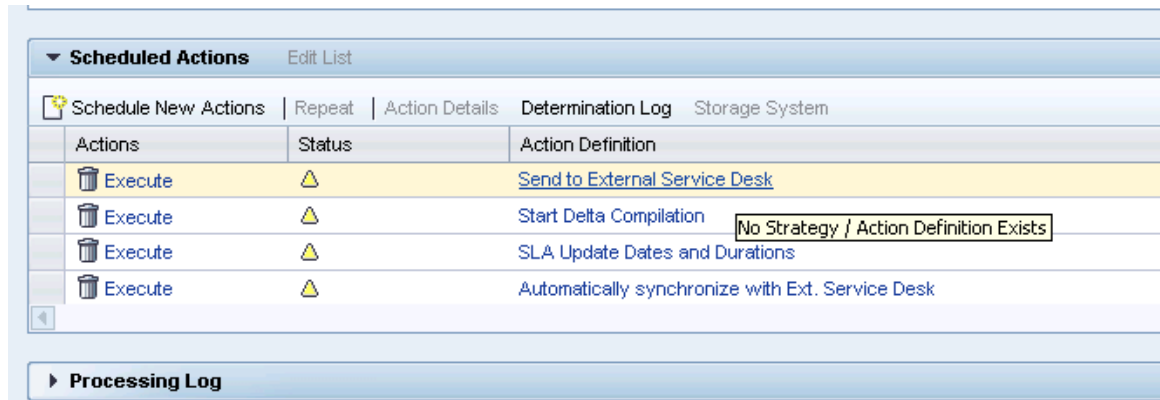 Scheduled Actions Edit List
Schedule New Actions | Repeat | Action Details Determination Log Storage System
Actions Status Action Definition
Execute Send to External Service Desk
Execute Start Delta Compilation
No Strategy / Action Definition Exists
Execute SLA Update Dates and Durations
Execute Automatically synchronize with Ext. Service Desk
Processing Log